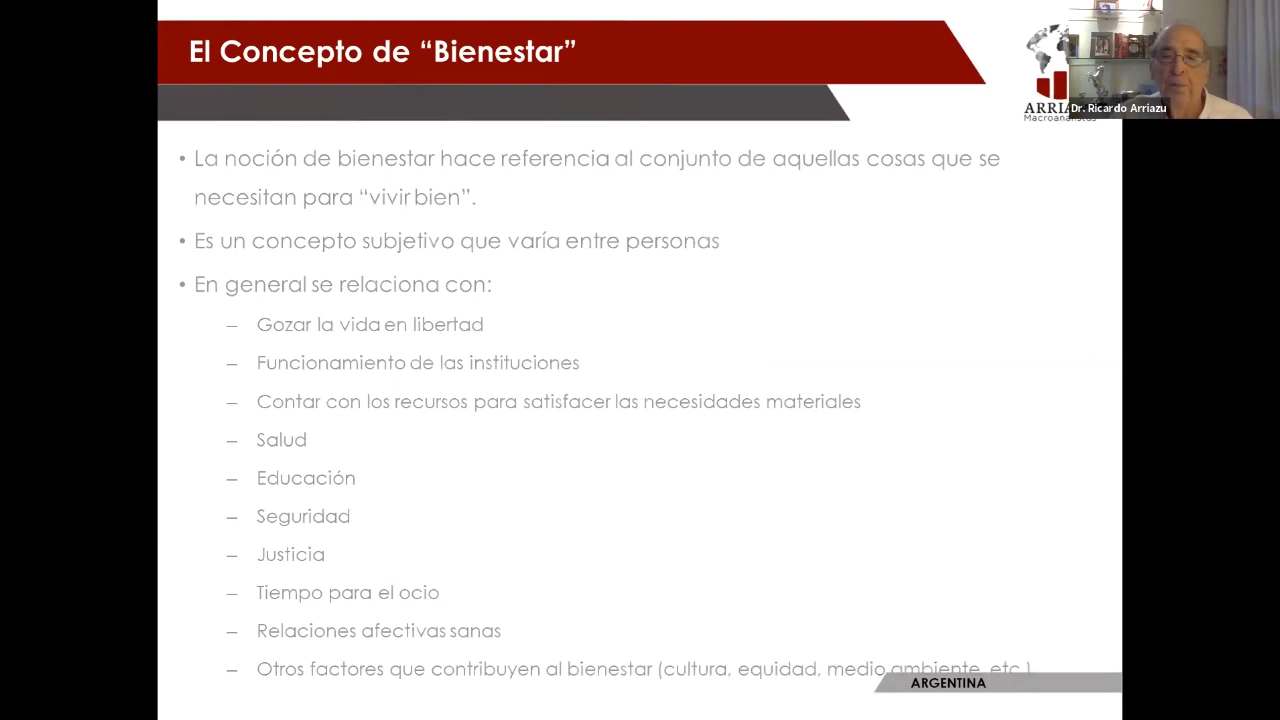 El Concepto de “Bienestar”
ARRIA
Macroanalistas
Dr. Ricardo Arriazu
• La noción de bienestar hace referencia al conjunto de aquellas cosas que se
necesitan para “vivir bien”.
• Es un concepto subjetivo que varía entre personas
• En general se relaciona con:
– Gozar la vida en libertad
– Funcionamiento de las instituciones
– Contar con los recursos para satisfacer las necesidades materiales
– Salud
– Educación
– Seguridad
– Justicia
– Tiempo para el ocio
– Relaciones afectivas sanas
– Otros factores que contribuyen al bienestar (cultura, equidad, medio ambiente, etc.)
ARGENTINA